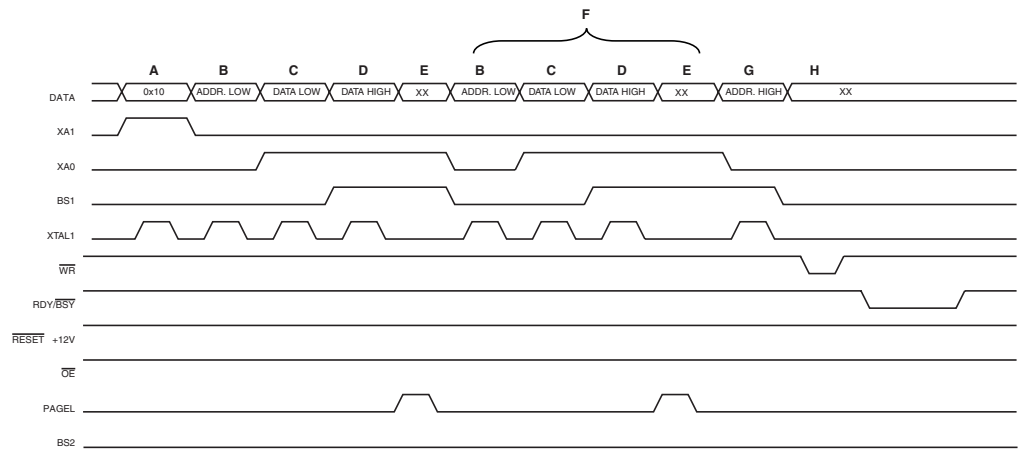 F
A B C D E B C D E G H
DATA 0x10 ADDR. LOW DATA LOW DATA HIGH XX ADDR. LOW DATA LOW DATA HIGH XX ADDR. HIGH XX
XA1
XA0
BS1
XTAL1
WR
RDY/BSY
RESET +12V
OE
PAGEL
BS2